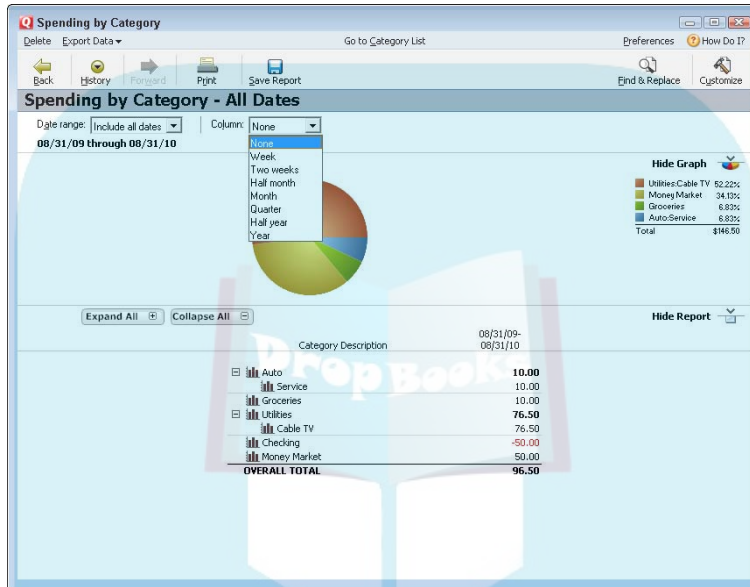 Spending by Category
Delete Export Data Go to Category List Preferences How Do I?
Back History Forward Print Save Report Find & Replace Customize
Spending by Category - All Dates
Date range: Include all dates Column: None
08/31/09 through 08/31/10
None
Week
Two weeks
Half month
Month
Quarter
Half year
Year
Hide Graph
Utilities:Cable TV 52.22%
Money Market 34.13%
Groceries 6.83%
Auto:Service 6.83%
Total $146.50
Expand All Collapse All Hide Report
Category Description 08/31/09-
08/31/10
Auto 10.00
Service 10.00
Groceries 10.00
Utilities 76.50
Cable TV 76.50
Checking -50.00
Money Market 50.00
OVERALL TOTAL 96.50
DropBooks